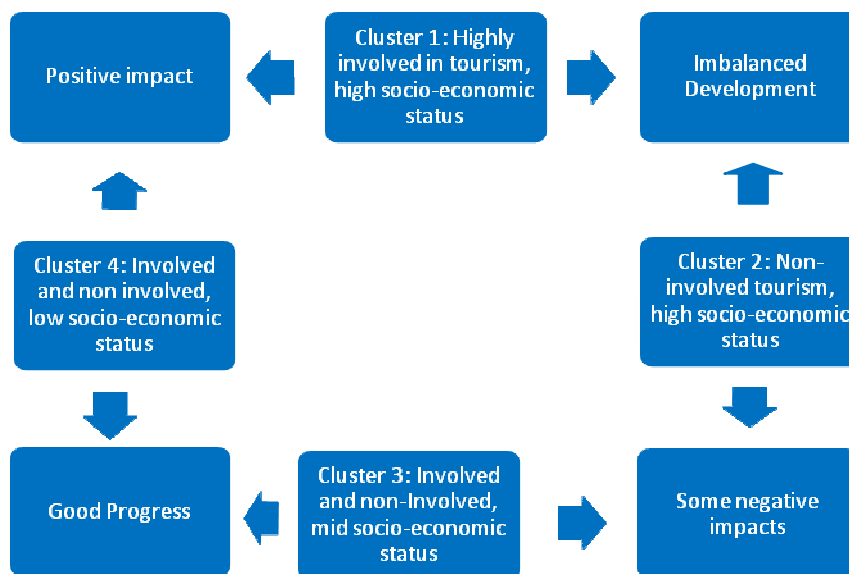 Positive impact
Cluster 1: Highly
involved in tourism,
high socio-economic
status
Imbalanced
Development
Cluster 4: Involved
and non involved,
low socio-economic
status
Cluster 2: Non-
involved tourism,
high socio-economic
status
Good Progress
Cluster 3: Involved
and non-Involved,
mid socio-economic
status
Some negative
impacts